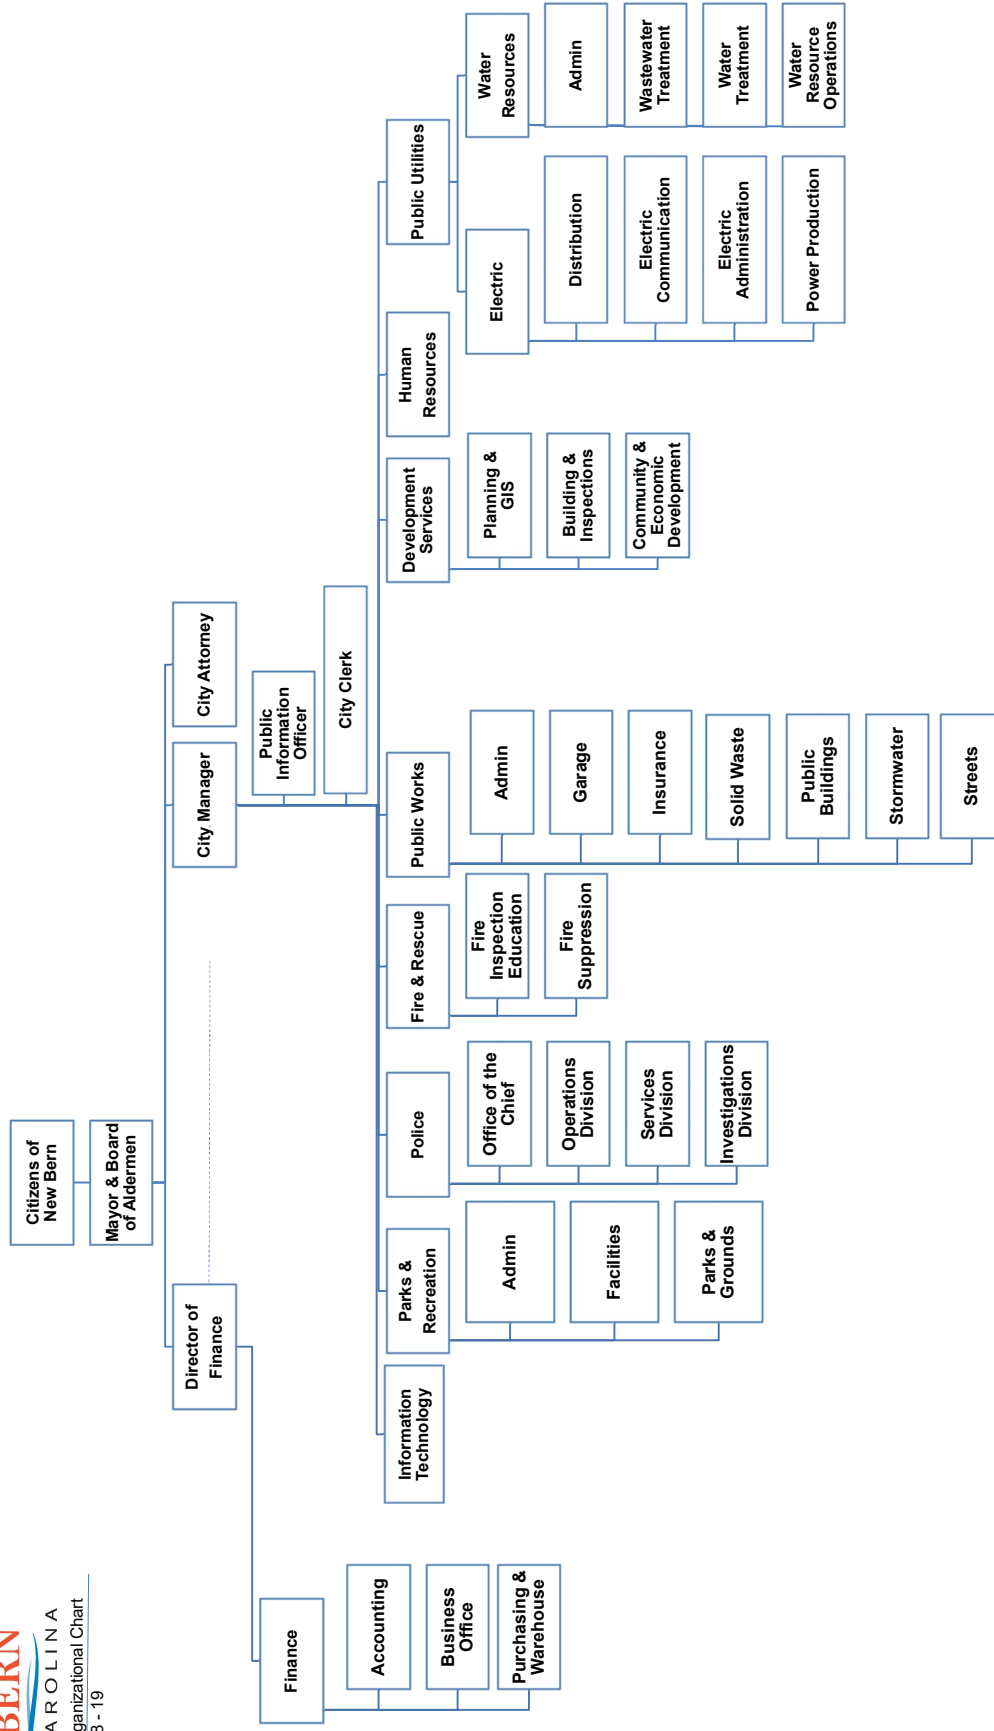 BERN
AROLINA
ganizational Chart
- 19
Citizens of
New Bern
Mayor & Board
of Aldermen
Director of
Finance
City Manager
City Attorney
Public
Information
Officer
City Clerk
Finance
Accounting
Business
Office
Purchasing &
Warehouse
Information
Technology
Parks &
Recreation
Admin
Facilities
Parks &
Grounds
Police
Office of the
Chief
Operations
Division
Services
Division
Investigations
Division
Fire & Rescue
Fire
Inspection
Education
Fire
Suppression
Public Works
Admin
Garage
Insurance
Solid Waste
Public
Buildings
Stormwater
Streets
Development
Services
Planning &
GIS
Building &
Inspections
Community &
Economic
Development
Human
Resources
Public Utilities
Electric
Distribution
Electric
Communication
Electric
Administration
Power Production
Water
Resources
Admin
Wastewater
Treatment
Water
Treatment
Water
Resource
Operations